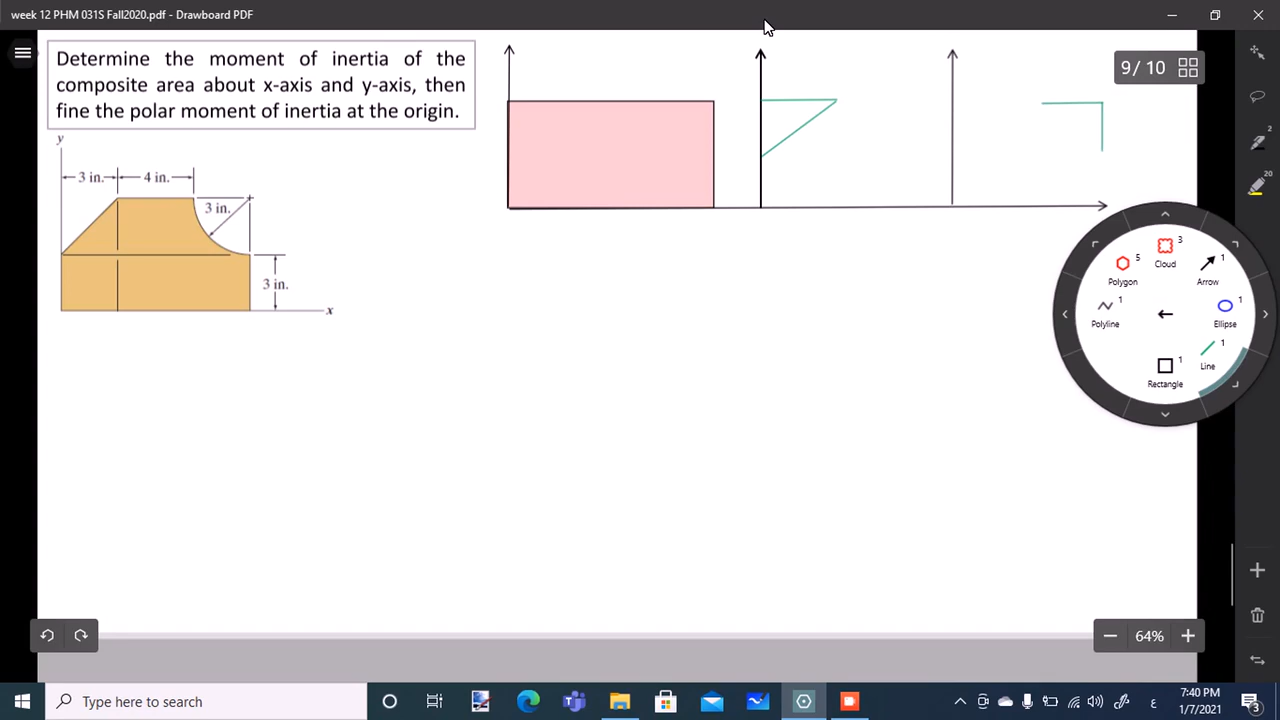 week 12 PHM 031S Fall2020.pdf - Drawboard PDF
Determine the moment of inertia of the
composite area about x-axis and y-axis, then
fine the polar moment of inertia at the origin.
9 / 10
2
20
y
3 in.
4 in.
3 in.
3 in.
x
3
Cloud
5
Polygon
1
Arrow
1
Polyline
1
Ellipse
1
Line
1
Rectangle
64%
Type here to search
ع
7:40 PM
1/7/2021
3